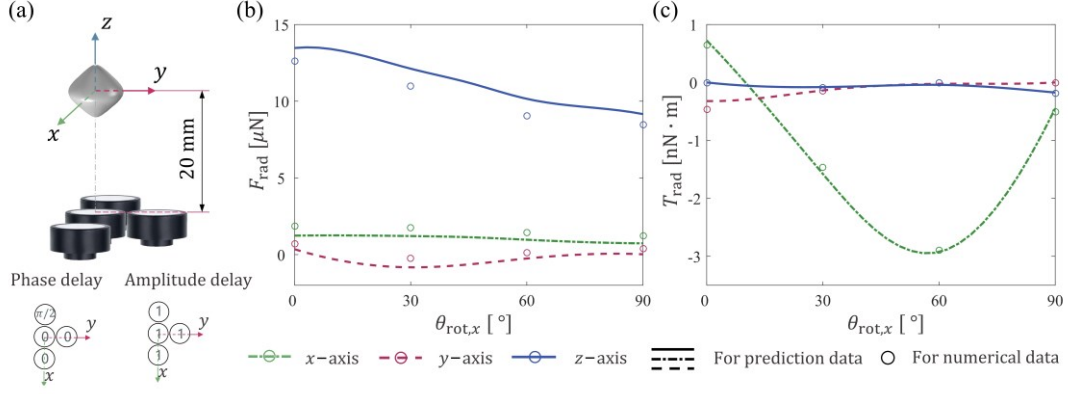 (a)
z
y
x
20 mm
Phase delay
Amplitude delay
π/2
0 0
0
y
x
1
1 1
1
y
x
(b)
15
10
5
0
F_rad [μN]
0 30 60 90
θ_rot,x [ ° ]
(c)
1
0
-1
-2
-3
T_rad [nN · m]
0 30 60 90
θ_rot,x [ ° ]
x−axis y−axis z−axis For prediction data For numerical data